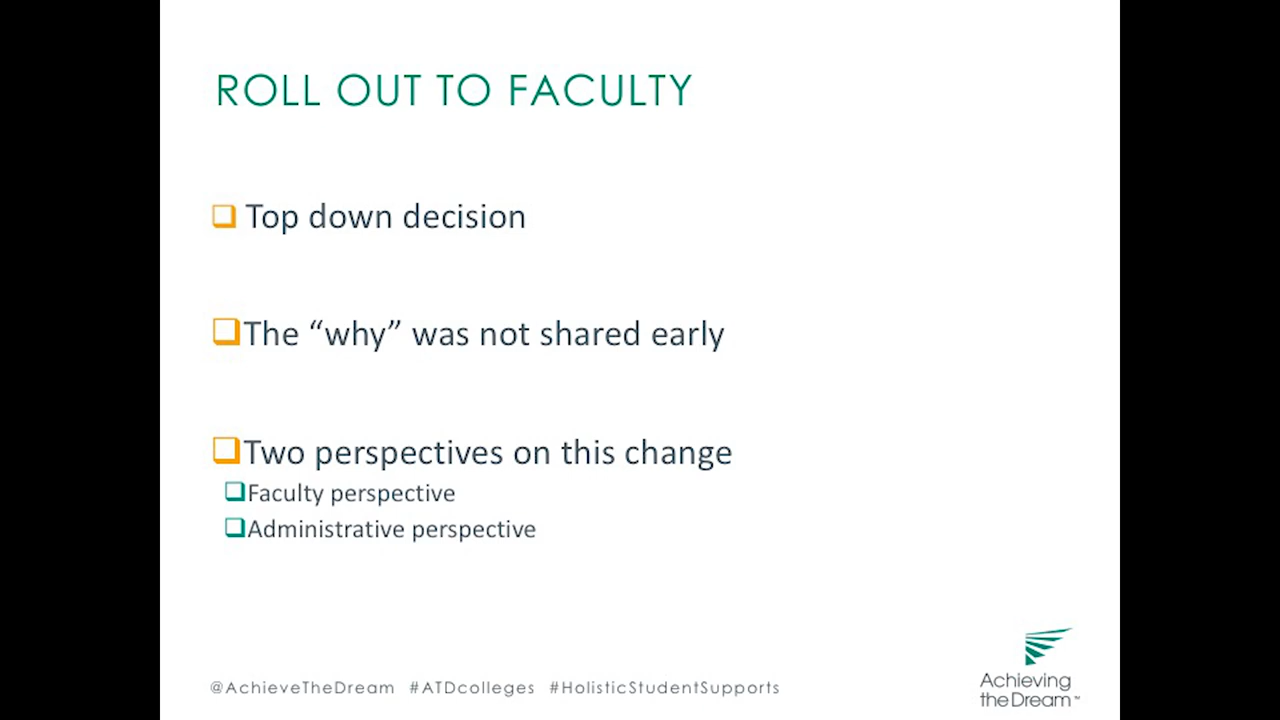 ROLL OUT TO FACULTY
Top down decision
The “why” was not shared early
Two perspectives on this change
Faculty perspective
Administrative perspective
@AchieveTheDream #ATDcolleges #HolisticStudentSupports
Achieving
the Dream™